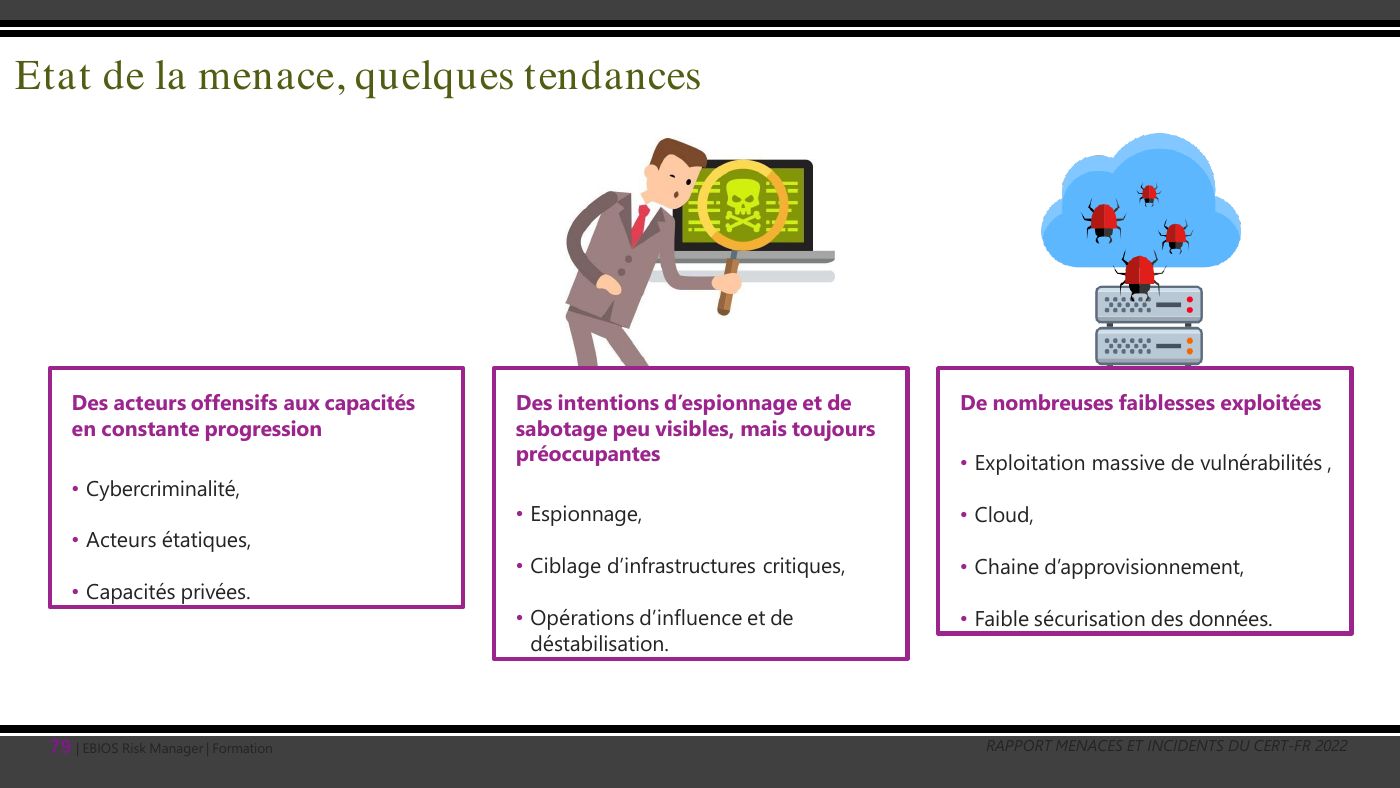 Etat de la menace, quelques tendances
Des acteurs offensifs aux capacités
en constante progression
• Cybercriminalité,
• Acteurs étatiques,
• Capacités privées.
Des intentions d’espionnage et de
sabotage peu visibles, mais toujours
préoccupantes
• Espionnage,
• Ciblage d’infrastructures critiques,
• Opérations d’influence et de
déstabilisation.
De nombreuses faiblesses exploitées
• Exploitation massive de vulnérabilités ,
• Cloud,
• Chaine d’approvisionnement,
• Faible sécurisation des données.
79 | EBIOS Risk Manager | Formation
RAPPORT MENACES ET INCIDENTS DU CERT-FR 2022